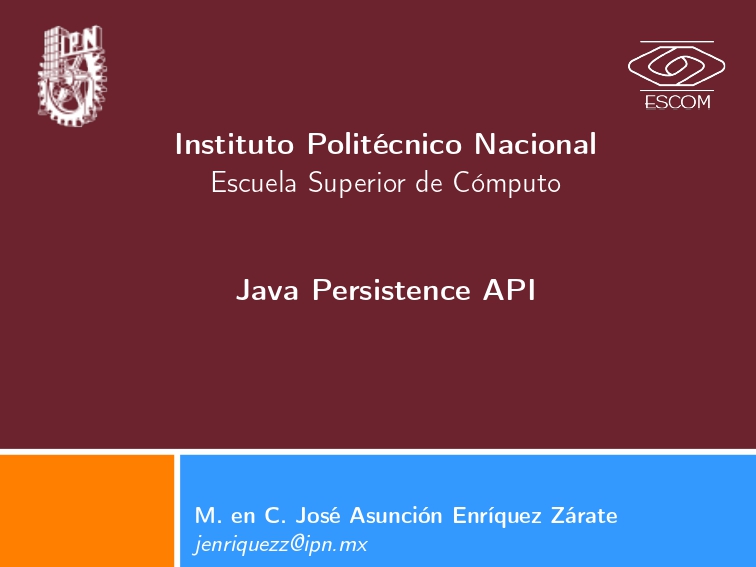 IPN
ESCOM
Instituto Politécnico Nacional
Escuela Superior de Cómputo
Java Persistence API
M. en C. José Asunción Enríquez Zárate
jenriquezz@ipn.mx